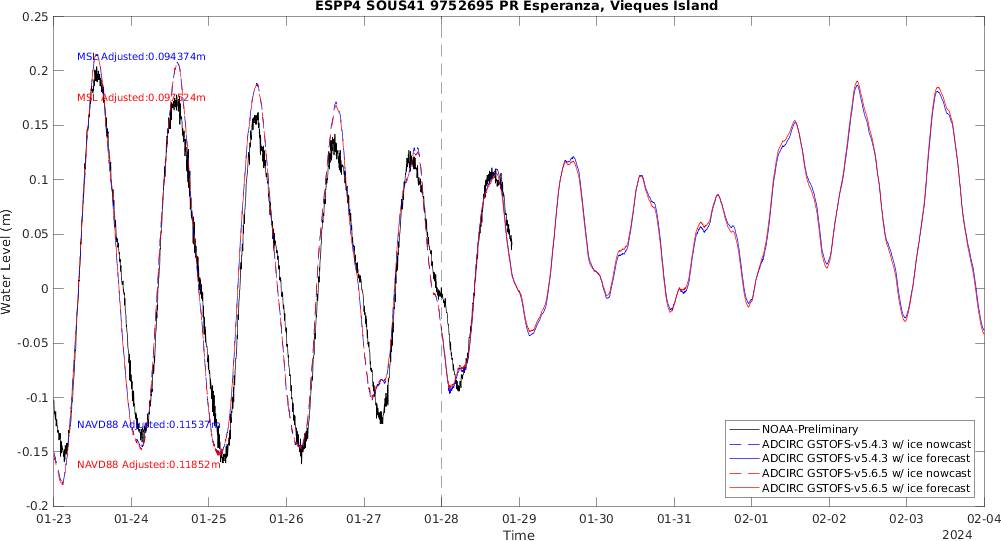 ESPP4 SOUS41 9752695 PR Esperanza, Vieques Island
0.25
0.2
0.15
0.1
0.05
0
-0.05
-0.1
-0.15
-0.2
Water Level (m)
MSL Adjusted:0.094374m
MSL Adjusted:
NAVD88 Adjusted:0.11537m
NAVD88 Adjusted:0.11852m
NOAA-Preliminary
ADCIRC GSTOFS-v5.4.3 w/ ice nowcast
ADCIRC GSTOFS-v5.4.3 w/ ice forecast
ADCIRC GSTOFS-v5.6.5 w/ ice nowcast
ADCIRC GSTOFS-v5.6.5 w/ ice forecast
01-23 01-24 01-25 01-26 01-27 01-28 01-29 01-30 01-31 02-01 02-02 02-03 02-04
Time
2024